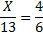 X/13 = 4/6